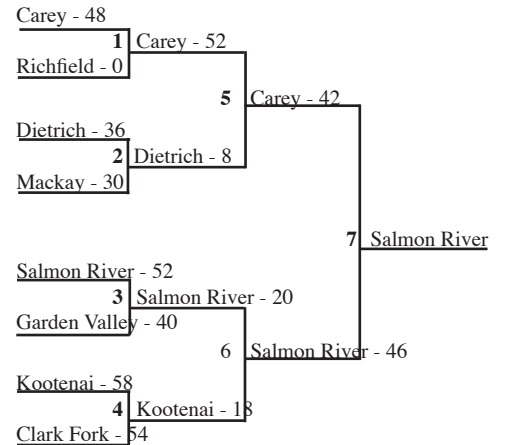 Carey - 48
1 Carey - 52
Richfield - 0
5 Carey - 42
Dietrich - 36
2 Dietrich - 8
Mackay - 30
7 Salmon River
Salmon River - 52
3 Salmon River - 20
Garden Valley - 40
6 Salmon River - 46
Kootenai - 58
4 Kootenai - 18
Clark Fork - 54